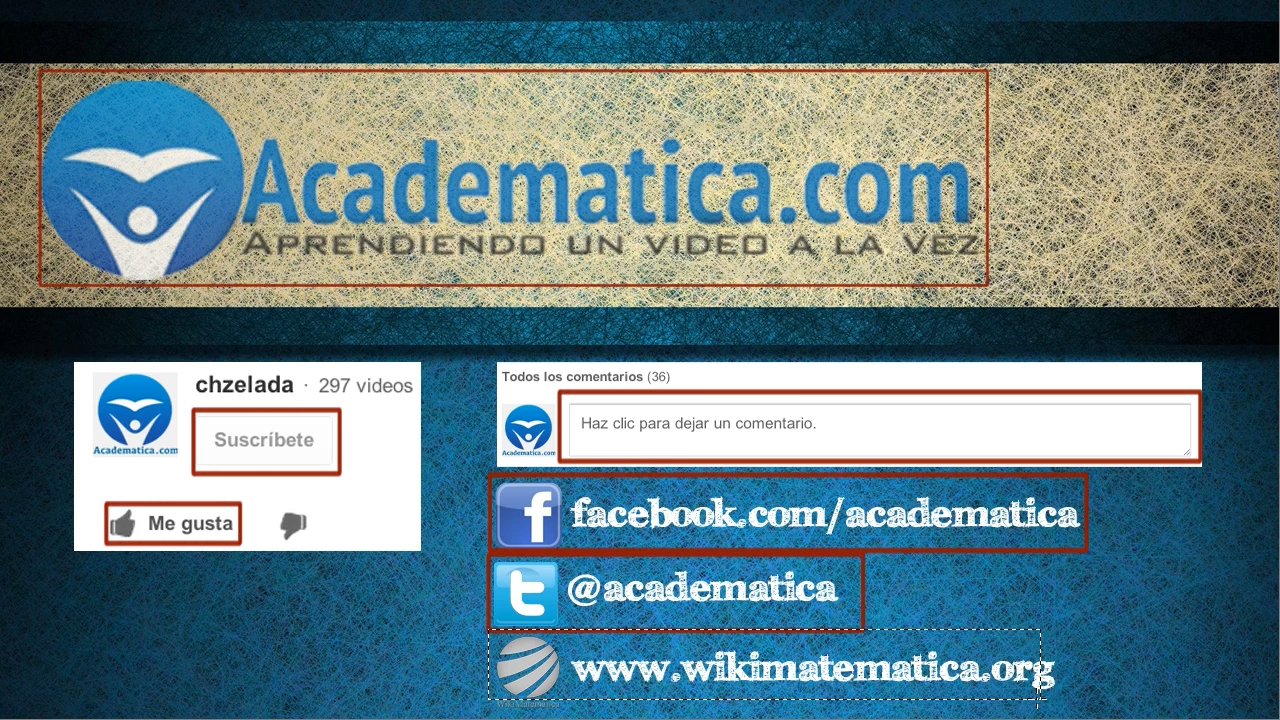 Academatica.com
APRENDIENDO UN VIDEO A LA VEZ
chzelada · 297 videos
Academatica.com
Suscríbete
Me gusta
Todos los comentarios (36)
Haz clic para dejar un comentario.
Academatica.com
facebook.com/academatica
@academatica
www.wikimatematica.org
WikiMatematica